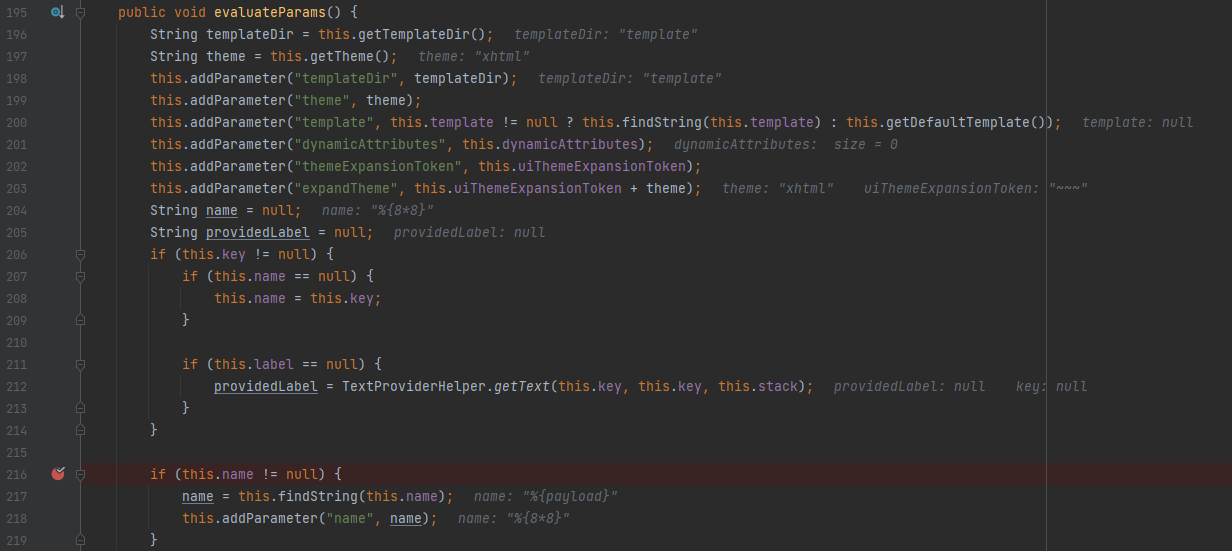 195 public void evaluateParams() {
196 String templateDir = this.getTemplateDir(); templateDir: "template"
197 String theme = this.getTheme(); theme: "xhtml"
198 this.addParameter("templateDir", templateDir); templateDir: "template"
199 this.addParameter("theme", theme);
200 this.addParameter("template", this.template != null ? this.findString(this.template) : this.getDefaultTemplate()); template: null
201 this.addParameter("dynamicAttributes", this.dynamicAttributes); dynamicAttributes: size = 0
202 this.addParameter("themeExpansionToken", this.uiThemeExpansionToken);
203 this.addParameter("expandTheme", this.uiThemeExpansionToken + theme); theme: "xhtml" uiThemeExpansionToken: "~~~"
204 String name = null; name: "%{8*8}"
205 String providedLabel = null; providedLabel: null
206 if (this.key != null) {
207 if (this.name == null) {
208 this.name = this.key;
209 }
210
211 if (this.label == null) {
212 providedLabel = TextProviderHelper.getText(this.key, this.key, this.stack); providedLabel: null key: null
213 }
214 }
215
216 if (this.name != null) {
217 name = this.findString(this.name); name: "%{payload}"
218 this.addParameter("name", name); name: "%{8*8}"
219 }